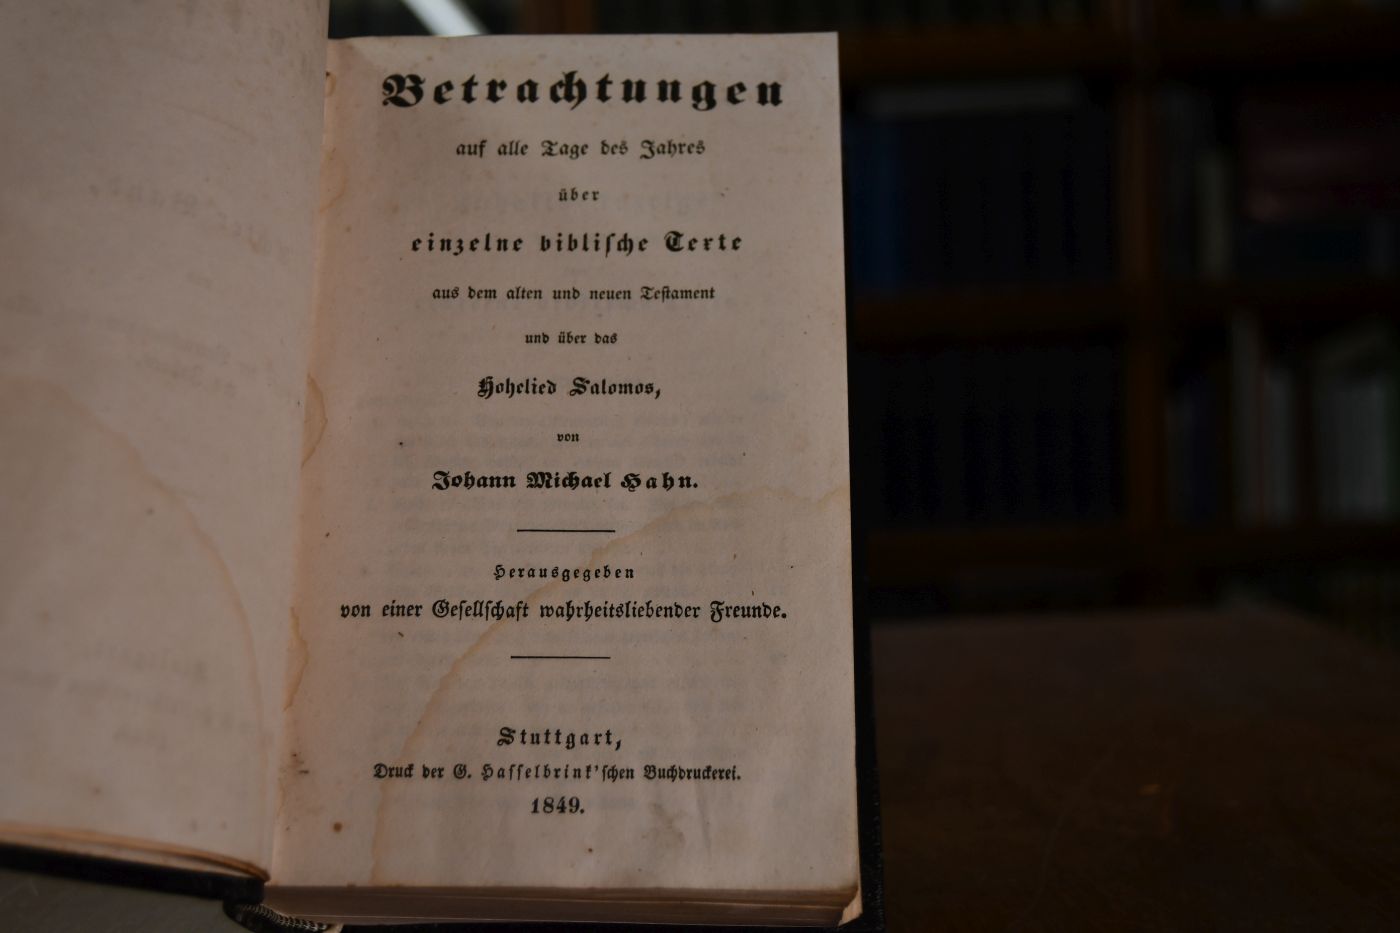 Betrachtungen
auf alle Tage des Jahres
über
einzelne biblische Texte
aus dem alten und neuen Testament
und über das
Hohelied Salomos,
von
Johann Michael Hahn.
Herausgegeben
von einer Gesellschaft wahrheitsliebender Freunde.
Stuttgart,
Druck der G. Hasselbrink'schen Buchdruckerei.
1849.